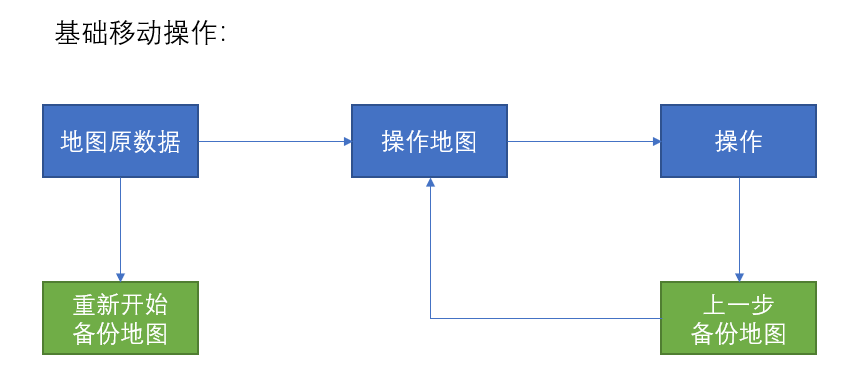 基础移动操作:
地图原数据
操作地图
操作
重新开始
备份地图
上一步
备份地图